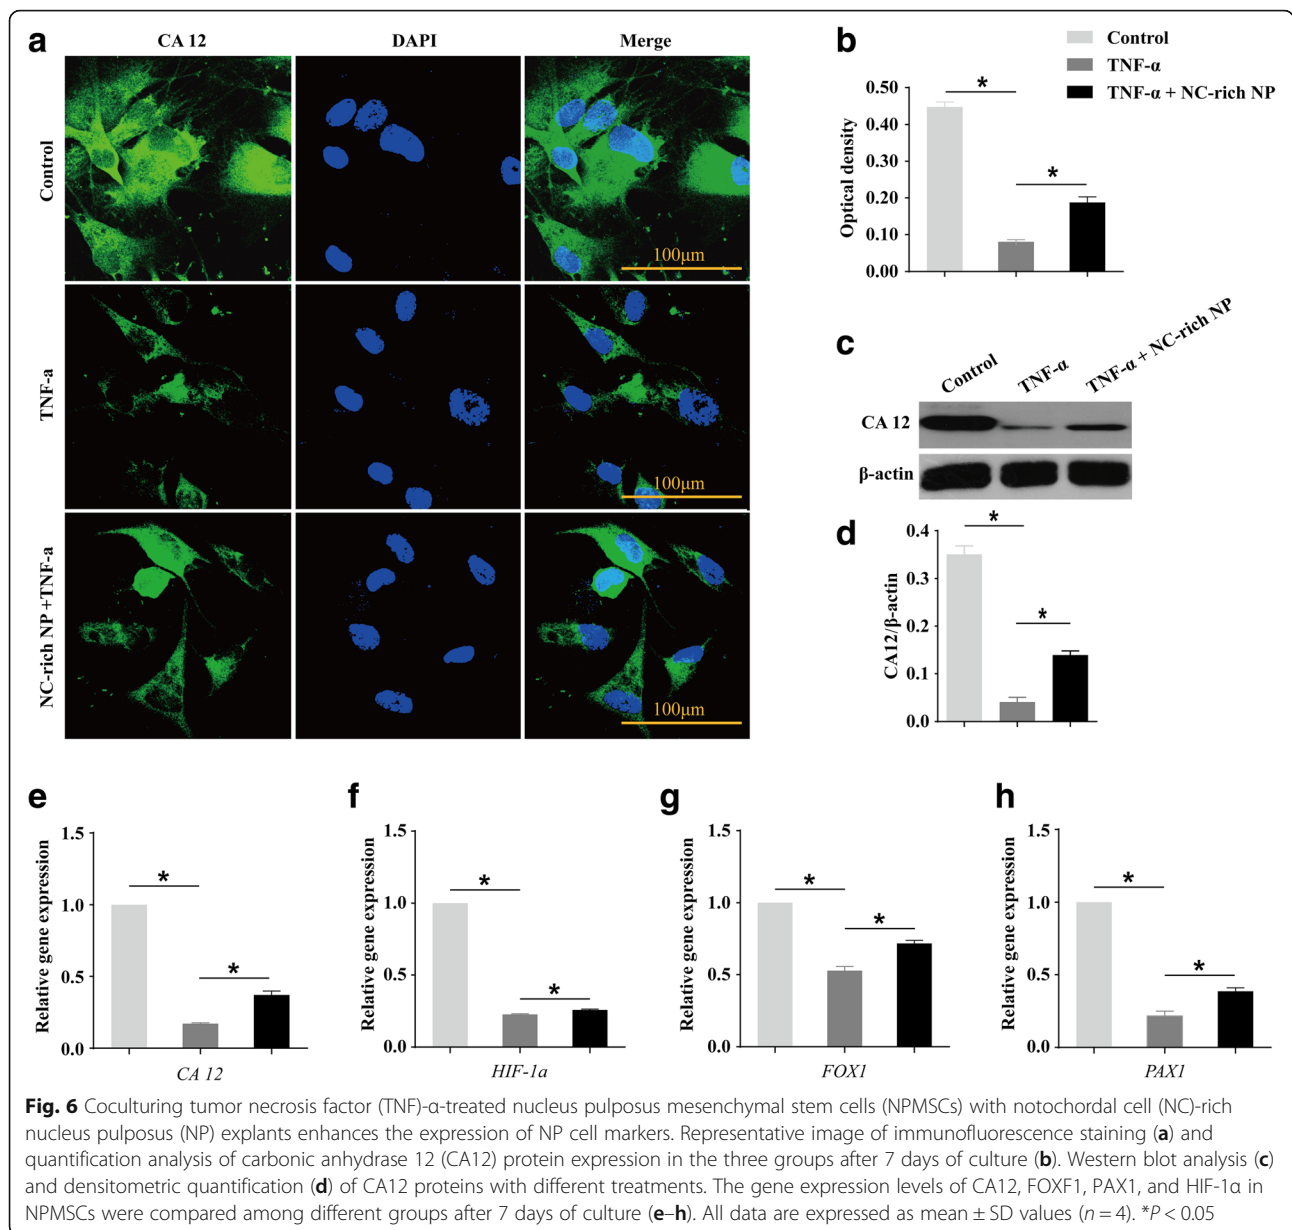 a
CA 12
DAPI
Merge
Control
100μm
TNF-a
100μm
NC-rich NP +TNF-a
100μm
b
Control
TNF-α
TNF-α + NC-rich NP
Optical density
0.50
0.40
0.30
0.20
0.10
0.00
*
*
c
Control
TNF-α
TNF-α + NC-rich NP
CA 12
β-actin
d
CA12/β-actin
0.4
0.3
0.2
0.1
0.0
*
*
e
Relative gene expression
1.5
1.0
0.5
0.0
*
*
CA 12
f
Relative gene expression
1.5
1.0
0.5
0.0
*
*
HIF-1a
g
Relative gene expression
1.5
1.0
0.5
0.0
*
*
FOX1
h
Relative gene expression
1.5
1.0
0.5
0.0
*
*
PAX1
Fig. 6 Coculturing tumor necrosis factor (TNF)-α-treated nucleus pulposus mesenchymal stem cells (NPMSCs) with notochordal cell (NC)-rich
nucleus pulposus (NP) explants enhances the expression of NP cell markers. Representative image of immunofluorescence staining (a) and
quantification analysis of carbonic anhydrase 12 (CA12) protein expression in the three groups after 7 days of culture (b). Western blot analysis (c)
and densitometric quantification (d) of CA12 proteins with different treatments. The gene expression levels of CA12, FOXF1, PAX1, and HIF-1α in
NPMSCs were compared among different groups after 7 days of culture (e–h). All data are expressed as mean ± SD values (n = 4). *P < 0.05